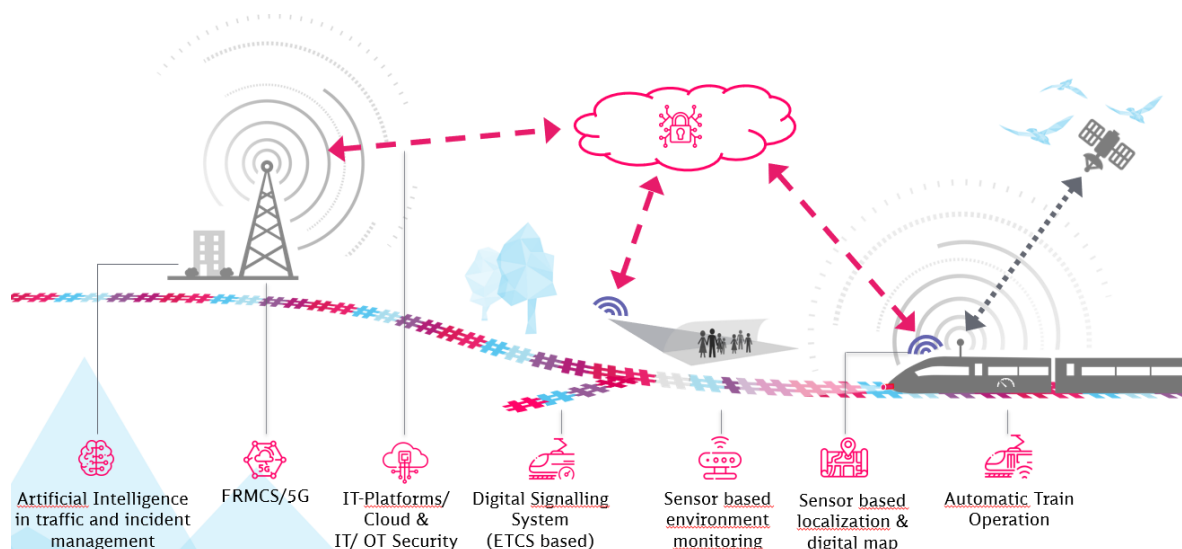 5G
Artificial Intelligence
in traffic and incident
management
FRMCS/5G
IT-Platforms/
Cloud &
IT/ OT Security
Digital Signalling
System
(ETCS based)
Sensor based
environment
monitoring
Sensor based
localization &
digital map
Automatic Train
Operation